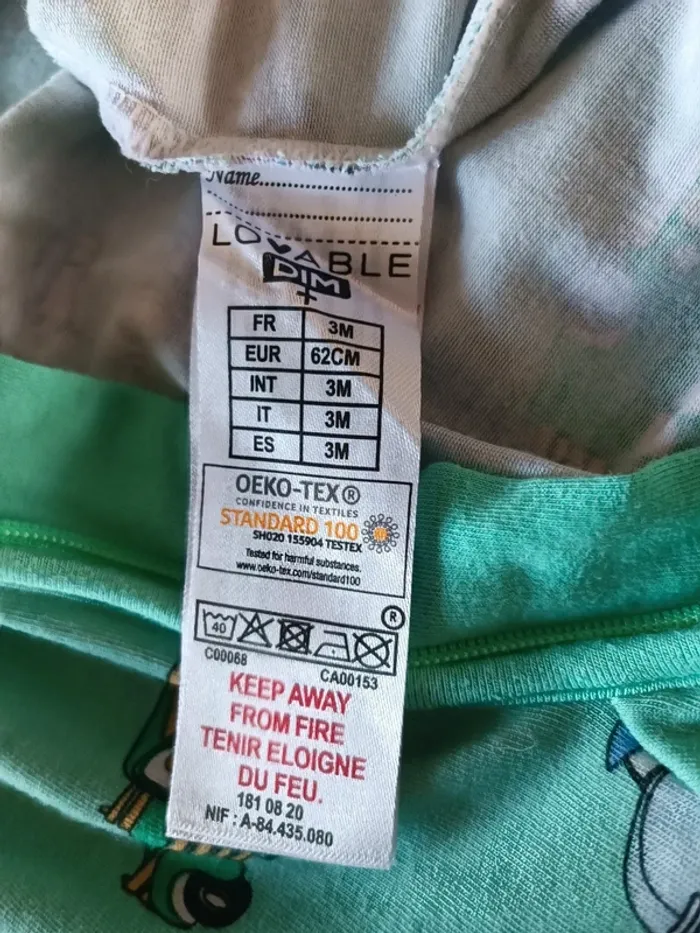 Name..............................
LOVABLE
DIM
FR 3M
EUR 62CM
INT 3M
IT 3M
ES 3M
OEKO-TEX®
CONFIDENCE IN TEXTILES
STANDARD 100
SH020 155904 TESTEX
Tested for harmful substances.
www.oeko-tex.com/standard100
®
40
C00068
CA00153
KEEP AWAY
FROM FIRE
TENIR ELOIGNE
DU FEU.
181 08 20
NIF : A-84.435.080